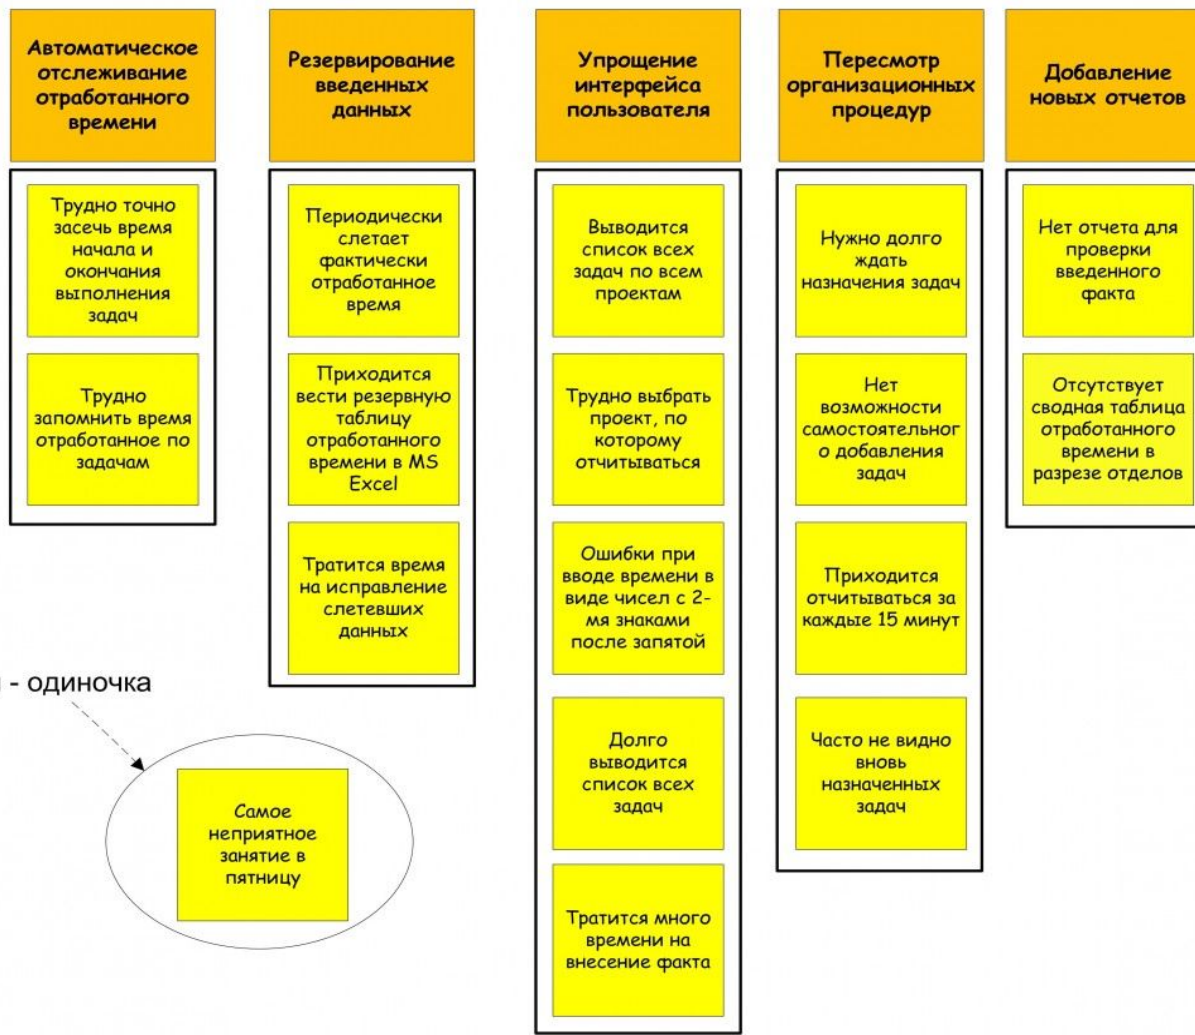 Автоматическое
отслеживание
отработанного
времени
Трудно точно
засечь время
начала и
окончания
выполнения
задач
Трудно
запомнить время
отработанное по
задачам
Резервирование
введенных
данных
Периодически
слетает
фактически
отработанное
время
Приходится
вести резервную
таблицу
отработанного
времени в MS
Excel
Тратится время
на исправление
слетевших
данных
Упрощение
интерфейса
пользователя
Выводится
список всех
задач по всем
проектам
Трудно выбрать
проект, по
которому
отчитываться
Ошибки при
вводе времени в
виде чисел с 2-
мя знаками
после запятой
Долго
выводится
список всех
задач
Тратится много
времени на
внесение факта
Пересмотр
организационных
процедур
Нужно долго
ждать
назначения задач
Нет
возможности
самостоятельног
о добавления
задач
Приходится
отчитываться за
каждые 15 минут
Часто не видно
вновь
назначенных
задач
Добавление
новых отчетов
Нет отчета для
проверки
введенного
факта
Отсутствует
сводная таблица
отработанного
времени в
разрезе отделов
- одиночка
Самое
неприятное
занятие в
пятницу